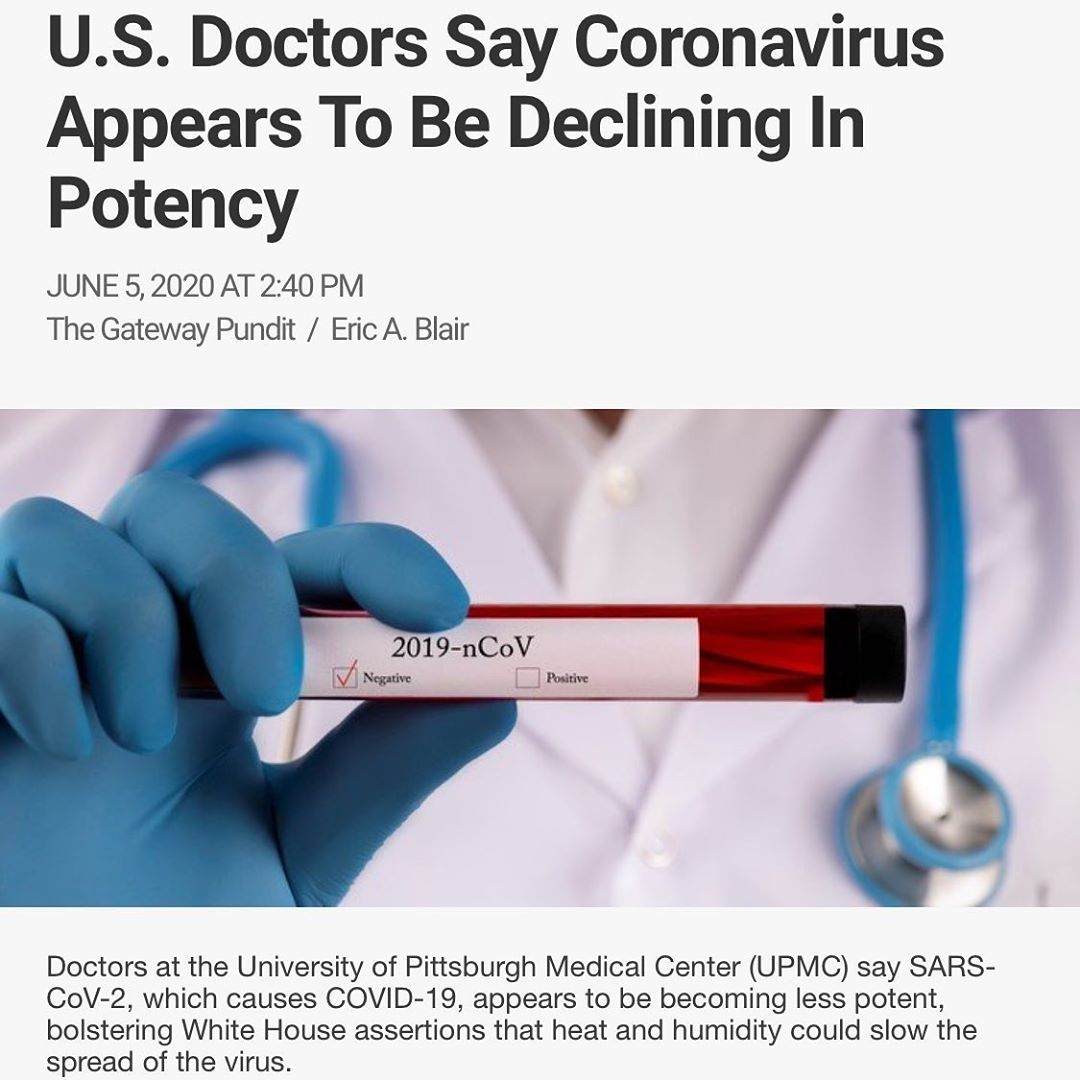 U.S. Doctors Say Coronavirus
Appears To Be Declining In
Potency
JUNE 5, 2020 AT 2:40 PM
The Gateway Pundit / Eric A. Blair
2019-nCoV
Negative
Positive
Doctors at the University of Pittsburgh Medical Center (UPMC) say SARS-
CoV-2, which causes COVID-19, appears to be becoming less potent,
bolstering White House assertions that heat and humidity could slow the
spread of the virus.